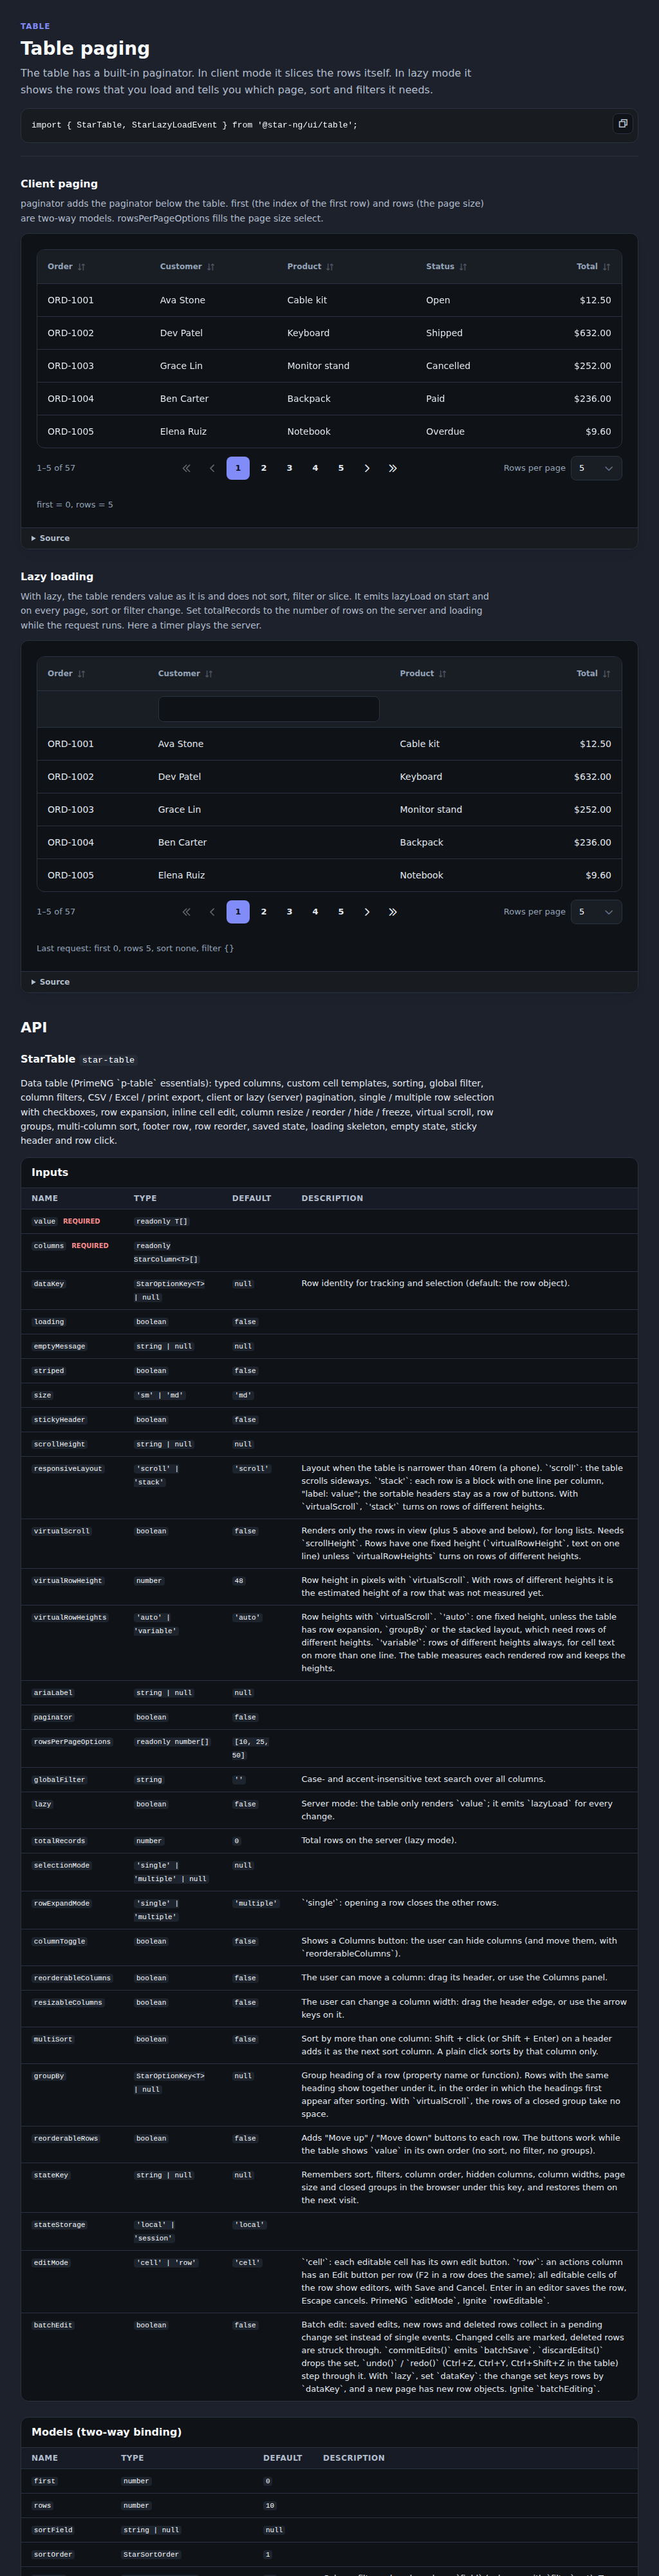 TABLE
Table paging
The table has a built-in paginator. In client mode it slices the rows itself. In lazy mode it
shows the rows that you load and tells you which page, sort and filters it needs.
import { StarTable, StarLazyLoadEvent } from '@star-ng/ui/table';
Client paging
paginator adds the paginator below the table. first (the index of the first row) and rows (the page size)
are two-way models. rowsPerPageOptions fills the page size select.
Order Customer Product Status Total
ORD-1001 Ava Stone Cable kit Open $12.50
ORD-1002 Dev Patel Keyboard Shipped $632.00
ORD-1003 Grace Lin Monitor stand Cancelled $252.00
ORD-1004 Ben Carter Backpack Paid $236.00
ORD-1005 Elena Ruiz Notebook Overdue $9.60
1–5 of 57 1 2 3 4 5 Rows per page 5
first = 0, rows = 5
Source
Lazy loading
With lazy, the table renders value as it is and does not sort, filter or slice. It emits lazyLoad on start and
on every page, sort or filter change. Set totalRecords to the number of rows on the server and loading
while the request runs. Here a timer plays the server.
Order Customer Product Total
ORD-1001 Ava Stone Cable kit $12.50
ORD-1002 Dev Patel Keyboard $632.00
ORD-1003 Grace Lin Monitor stand $252.00
ORD-1004 Ben Carter Backpack $236.00
ORD-1005 Elena Ruiz Notebook $9.60
1–5 of 57 1 2 3 4 5 Rows per page 5
Last request: first 0, rows 5, sort none, filter {}
Source
API
StarTable star-table
Data table (PrimeNG `p-table` essentials): typed columns, custom cell templates, sorting, global filter,
column filters, CSV / Excel / print export, client or lazy (server) pagination, single / multiple row selection
with checkboxes, row expansion, inline cell edit, column resize / reorder / hide / freeze, virtual scroll, row
groups, multi-column sort, footer row, row reorder, saved state, loading skeleton, empty state, sticky
header and row click.
Inputs
NAME TYPE DEFAULT DESCRIPTION
value REQUIRED readonly T[]
columns REQUIRED readonly
StarColumn<T>[]
dataKey StarOptionKey<T> null Row identity for tracking and selection (default: the row object).
| null
loading boolean false
emptyMessage string | null null
striped boolean false
size 'sm' | 'md' 'md'
stickyHeader boolean false
scrollHeight string | null null
responsiveLayout 'scroll' | 'scroll' Layout when the table is narrower than 40rem (a phone). `'scroll'`: the table
'stack' scrolls sideways. `'stack'`: each row is a block with one line per column,
"label: value"; the sortable headers stay as a row of buttons. With
`virtualScroll`, `'stack'` turns on rows of different heights.
virtualScroll boolean false Renders only the rows in view (plus 5 above and below), for long lists. Needs
`scrollHeight`. Rows have one fixed height (`virtualRowHeight`, text on one
line) unless `virtualRowHeights` turns on rows of different heights.
virtualRowHeight number 48 Row height in pixels with `virtualScroll`. With rows of different heights it is
the estimated height of a row that was not measured yet.
virtualRowHeights 'auto' | 'auto' Row heights with `virtualScroll`. `'auto'`: one fixed height, unless the table
'variable' has row expansion, `groupBy` or the stacked layout, which need rows of
different heights. `'variable'`: rows of different heights always, for cell text
on more than one line. The table measures each rendered row and keeps the
heights.
ariaLabel string | null null
paginator boolean false
rowsPerPageOptions readonly number[] [10, 25,
50]
globalFilter string '' Case- and accent-insensitive text search over all columns.
lazy boolean false Server mode: the table only renders `value`; it emits `lazyLoad` for every
change.
totalRecords number 0 Total rows on the server (lazy mode).
selectionMode 'single' | null
'multiple' | null
rowExpandMode 'single' | 'multiple' `'single'`: opening a row closes the other rows.
'multiple'
columnToggle boolean false Shows a Columns button: the user can hide columns (and move them, with
`reorderableColumns`).
reorderableColumns boolean false The user can move a column: drag its header, or use the Columns panel.
resizableColumns boolean false The user can change a column width: drag the header edge, or use the arrow
keys on it.
multiSort boolean false Sort by more than one column: Shift + click (or Shift + Enter) on a header
adds it as the next sort column. A plain click sorts by that column only.
groupBy StarOptionKey<T> null Group heading of a row (property name or function). Rows with the same
| null heading show together under it, in the order in which the headings first
appear after sorting. With `virtualScroll`, the rows of a closed group take no
space.
reorderableRows boolean false Adds "Move up" / "Move down" buttons to each row. The buttons work while
the table shows `value` in its own order (no sort, no filter, no groups).
stateKey string | null null Remembers sort, filters, column order, hidden columns, column widths, page
size and closed groups in the browser under this key, and restores them on
the next visit.
stateStorage 'local' | 'local'
'session'
editMode 'cell' | 'row' 'cell' `'cell'`: each editable cell has its own edit button. `'row'`: an actions column
has an Edit button per row (F2 in a row does the same); all editable cells of
the row show editors, with Save and Cancel. Enter in an editor saves the row,
Escape cancels. PrimeNG `editMode`, Ignite `rowEditable`.
batchEdit boolean false Batch edit: saved edits, new rows and deleted rows collect in a pending
change set instead of single events. Changed cells are marked, deleted rows
are struck through. `commitEdits()` emits `batchSave`, `discardEdits()`
drops the set, `undo()` / `redo()` (Ctrl+Z, Ctrl+Y, Ctrl+Shift+Z in the table)
step through it. With `lazy`, set `dataKey`: the change set keys rows by
`dataKey`, and a new page has new row objects. Ignite `batchEditing`.
Models (two-way binding)
NAME TYPE DEFAULT DESCRIPTION
first number 0
rows number 10
sortField string | null null
sortOrder StarSortOrder 1